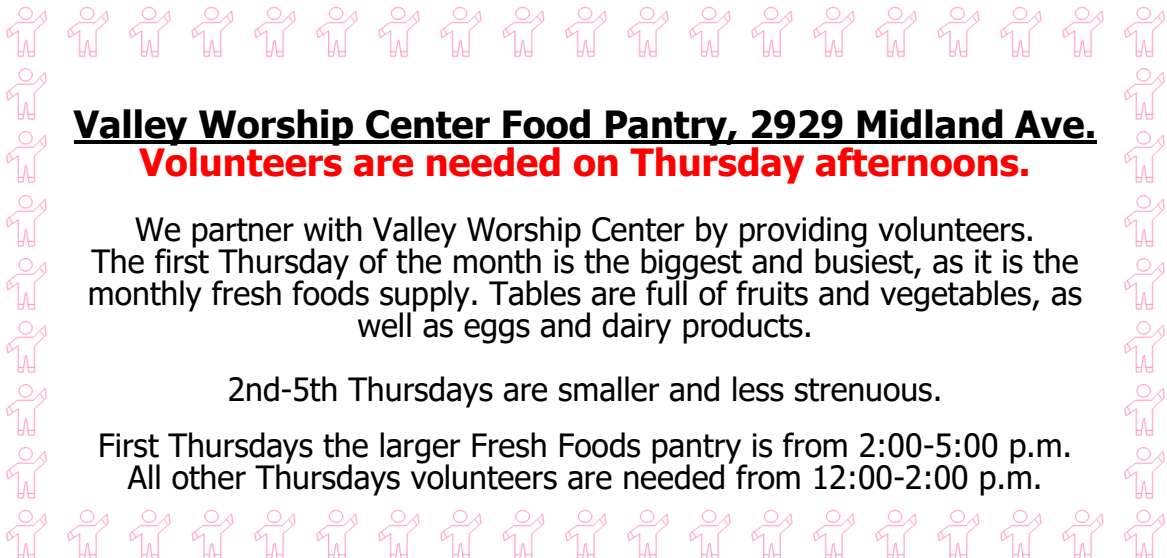 Valley Worship Center Food Pantry, 2929 Midland Ave.
Volunteers are needed on Thursday afternoons.
We partner with Valley Worship Center by providing volunteers.
The first Thursday of the month is the biggest and busiest, as it is the
monthly fresh foods supply. Tables are full of fruits and vegetables, as
well as eggs and dairy products.
2nd-5th Thursdays are smaller and less strenuous.
First Thursdays the larger Fresh Foods pantry is from 2:00-5:00 p.m.
All other Thursdays volunteers are needed from 12:00-2:00 p.m.